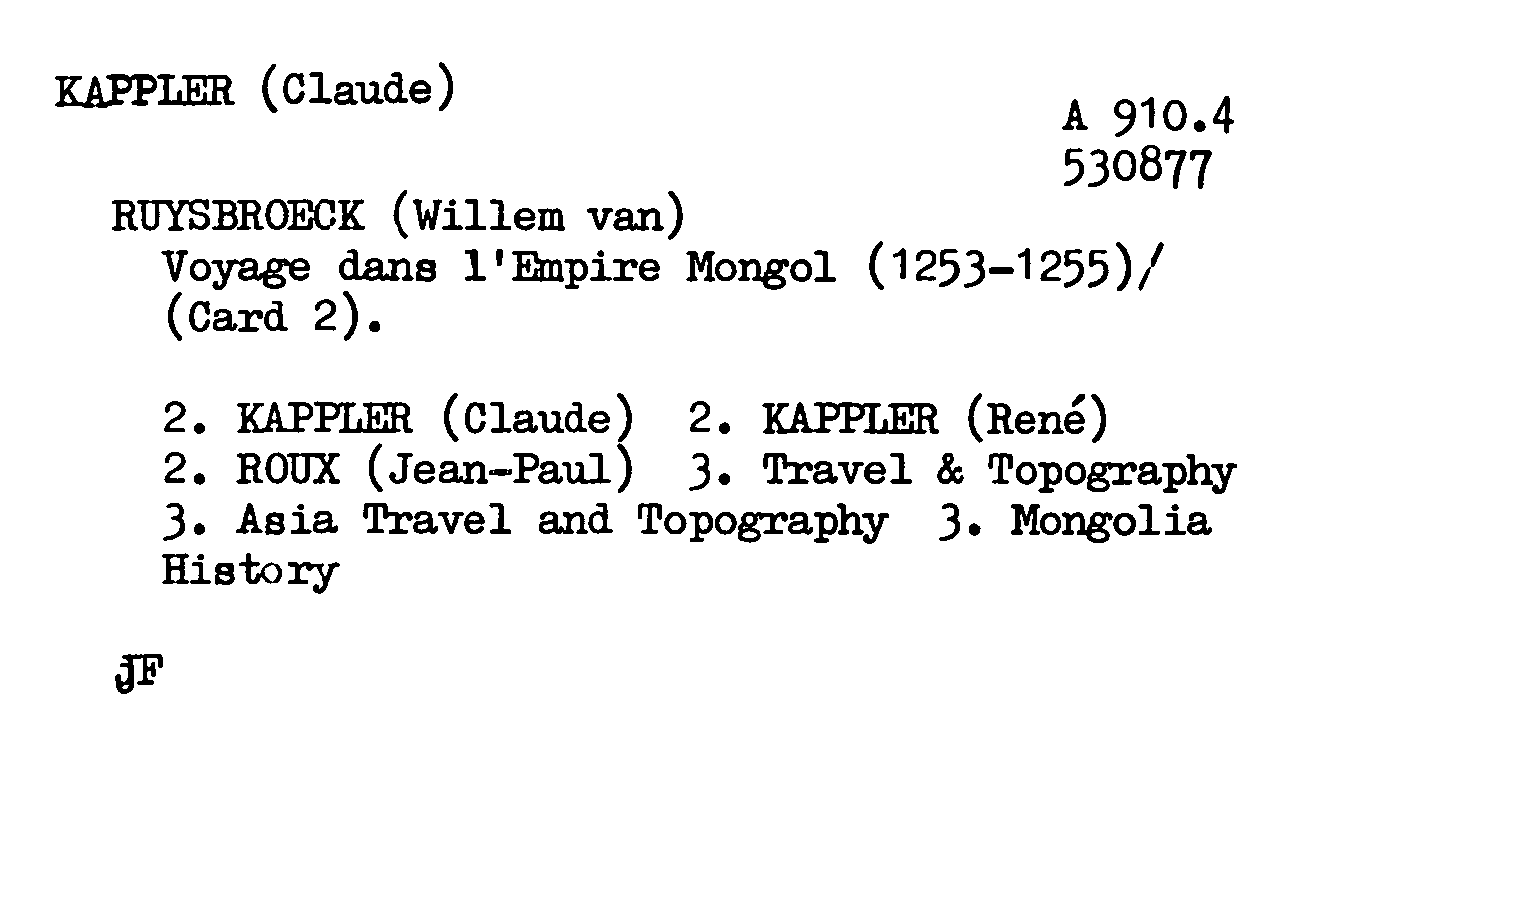 KAPPLER (Claude)
A 910.4
530877
RUYSBROECK (Willem van)
Voyage dans l'Empire Mongol (1253-1255)/
(Card 2).
2. KAPPLER (Claude) 2. KAPPLER (René)
2. ROUX (Jean-Paul) 3. Travel & Topography
3. Asia Travel and Topography 3. Mongolia
History
JF